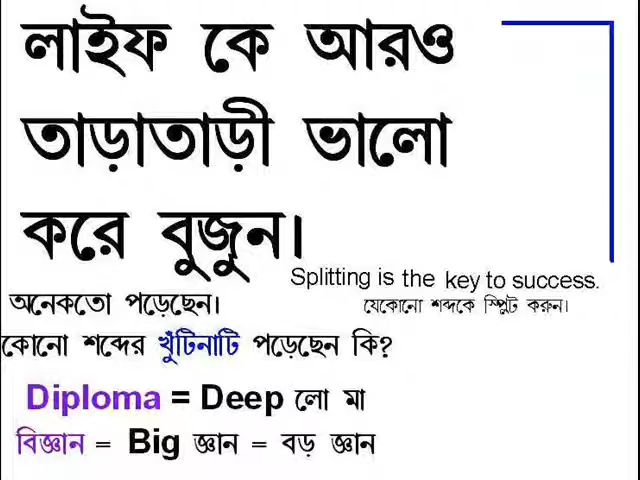 লাইফ কে আরও
তাড়াতাড়ী ভালো
করে বুজুন।
Splitting is the key to success.
অনেকতো পড়েছেন।
যেকোনো শব্দকে স্প্লিট করুন।
কোনো শব্দের খুঁটিনাটি পড়েছেন কি?
Diploma = Deep লো মা
বিজ্ঞান = Big জ্ঞান = বড় জ্ঞান